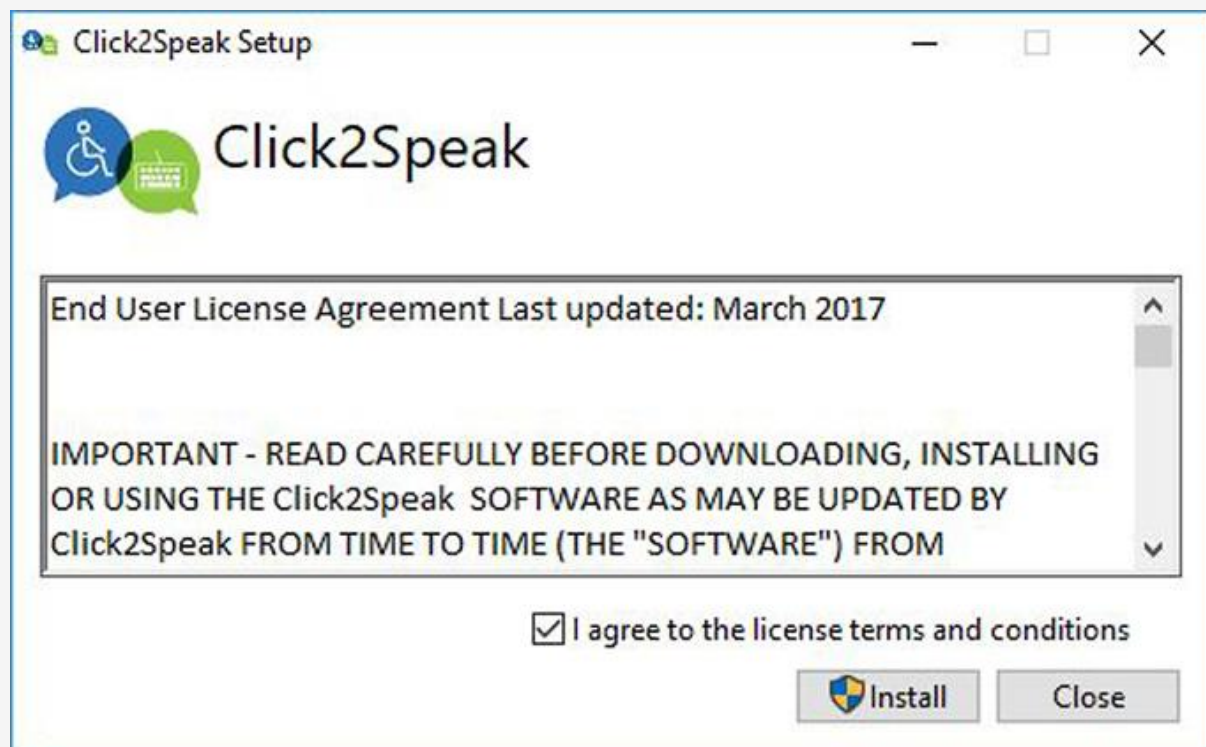 Click2Speak Setup
Click2Speak
End User License Agreement Last updated: March 2017
IMPORTANT - READ CAREFULLY BEFORE DOWNLOADING, INSTALLING
OR USING THE Click2Speak SOFTWARE AS MAY BE UPDATED BY
Click2Speak FROM TIME TO TIME (THE "SOFTWARE") FROM
I agree to the license terms and conditions
Install
Close